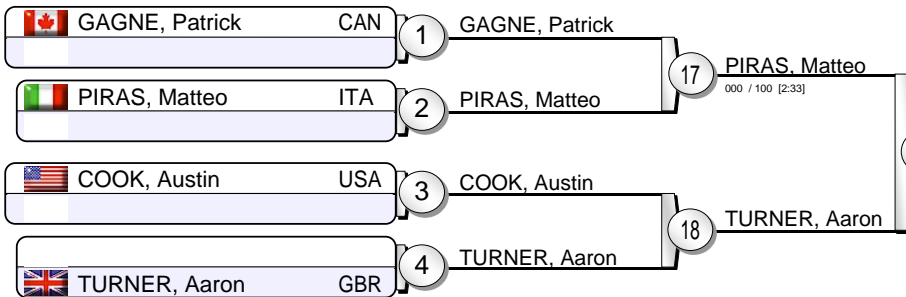 GAGNE, Patrick CAN
1
GAGNE, Patrick
17
PIRAS, Matteo
000 / 100 [2:33]
PIRAS, Matteo ITA
2
PIRAS, Matteo
COOK, Austin USA
3
COOK, Austin
18
TURNER, Aaron
4
TURNER, Aaron
TURNER, Aaron GBR